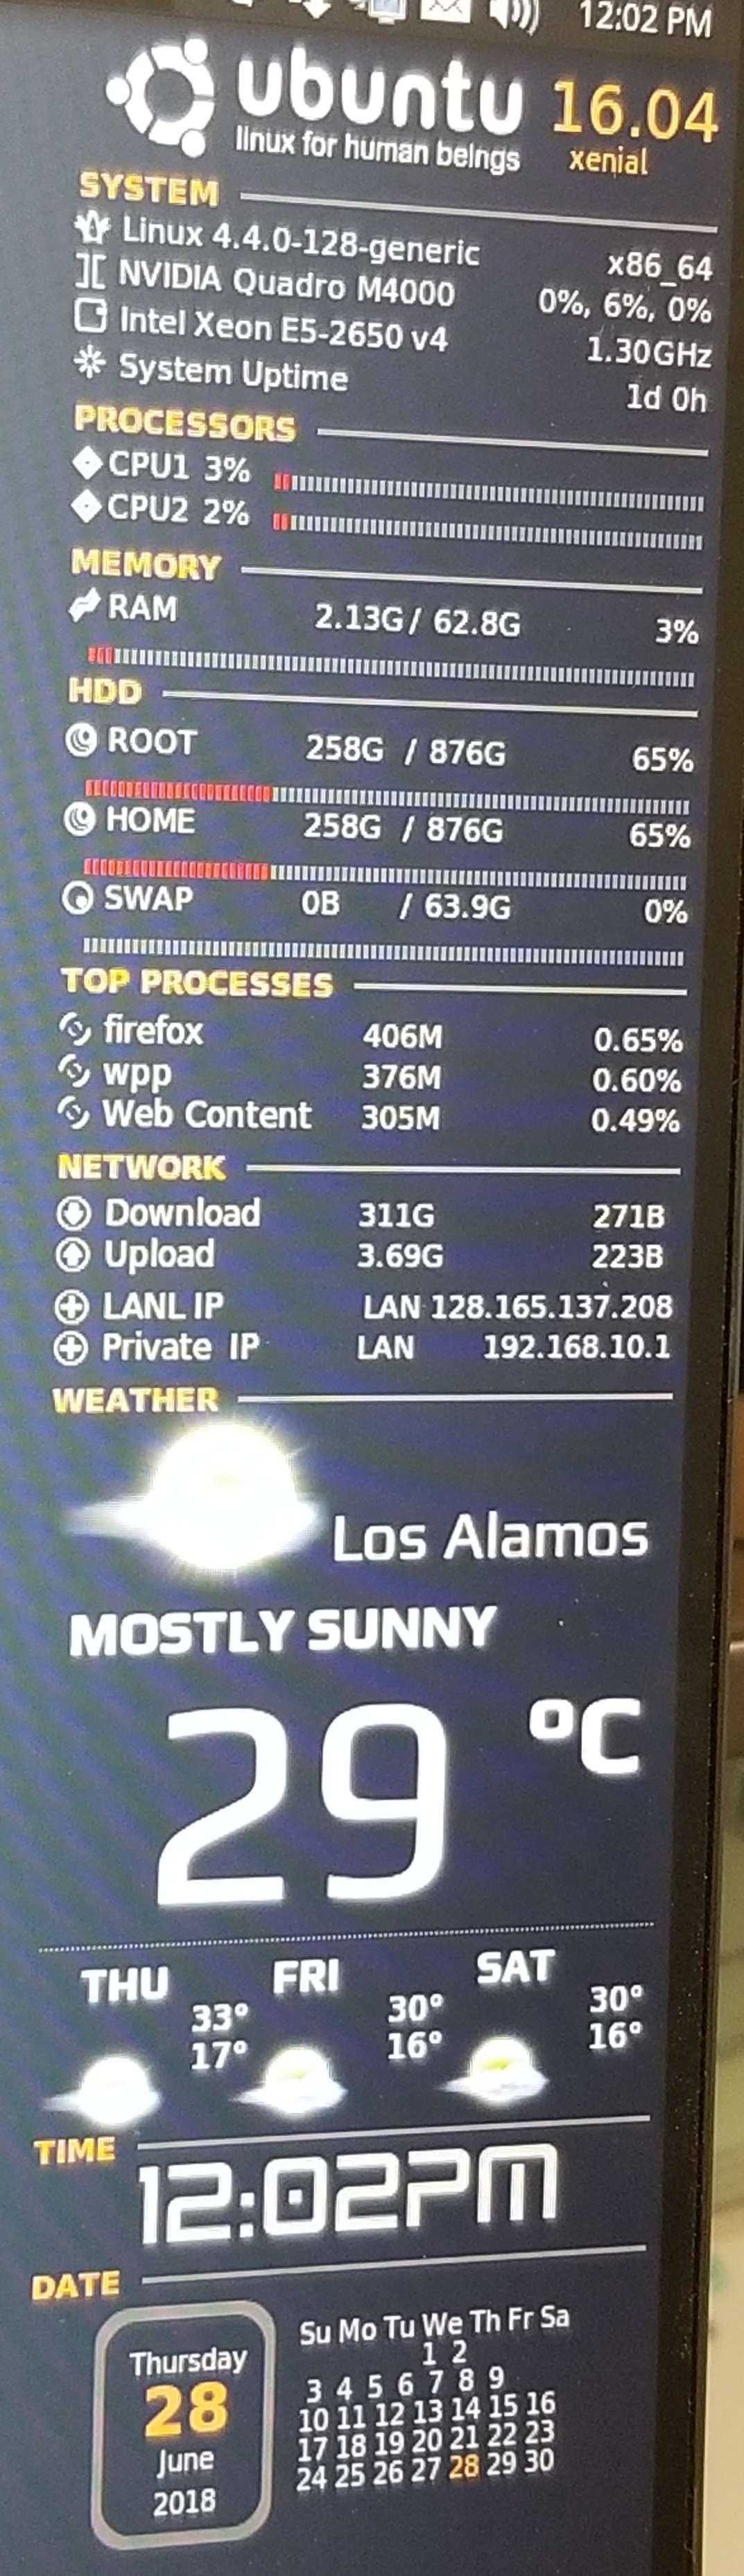 12:02 PM
ubuntu 16.04
linux for human beings xenial
SYSTEM
Linux 4.4.0-128-generic x86_64
NVIDIA Quadro M4000 0%, 6%, 0%
Intel Xeon E5-2650 v4 1.30GHz
System Uptime 1d 0h
PROCESSORS
CPU1 3%
CPU2 2%
MEMORY
RAM 2.13G / 62.8G 3%
HDD
ROOT 258G / 876G 65%
HOME 258G / 876G 65%
SWAP 0B / 63.9G 0%
TOP PROCESSES
firefox 406M 0.65%
wpp 376M 0.60%
Web Content 305M 0.49%
NETWORK
Download 311G 271B
Upload 3.69G 223B
LANL IP LAN 128.165.137.208
Private IP LAN 192.168.10.1
WEATHER
Los Alamos
MOSTLY SUNNY
29 °C
THU FRI SAT
33° 30° 30°
17° 16° 16°
TIME
12:02PM
DATE
Thursday
28
June
2018
Su Mo Tu We Th Fr Sa
1 2
3 4 5 6 7 8 9
10 11 12 13 14 15 16
17 18 19 20 21 22 23
24 25 26 27 28 29 30